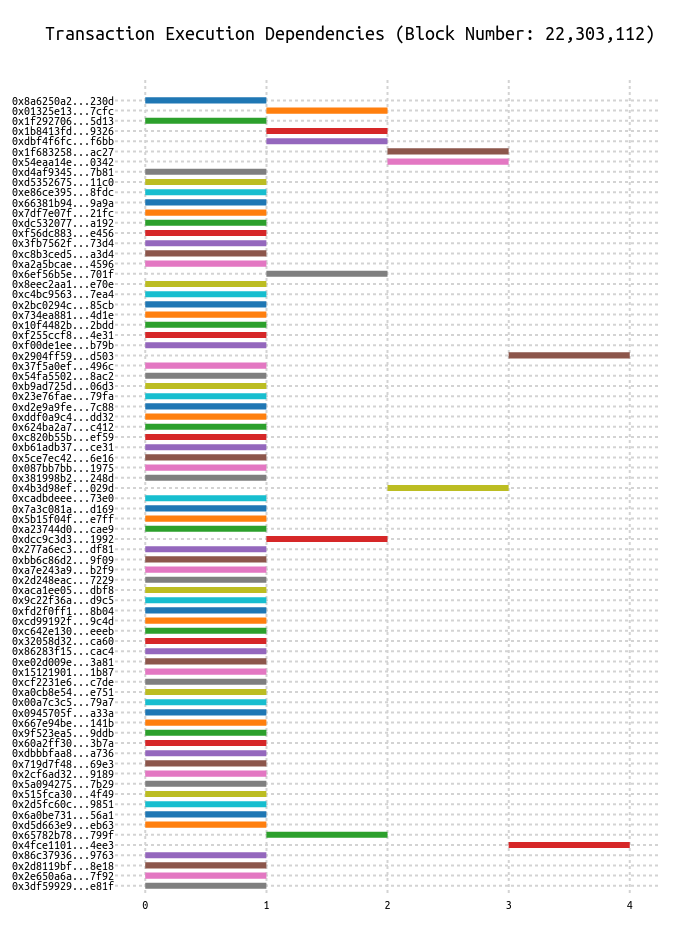 Transaction Execution Dependencies (Block Number: 22,303,112)
0x8a6250a2...230d
0x01325e13...7cfc
0x1f292706...5d13
0x1b8413fd...9326
0xdbf4f6fc...f6bb
0x1f683258...ac27
0x54eaa14e...0342
0xd4af9345...7b81
0xd5352675...11c0
0xe86ce395...8fdc
0x66381b94...9a9a
0x7df7e07f...21fc
0xdc532077...a192
0xf56dc883...e456
0x3fb7562f...73d4
0xc8b3ced5...a3d4
0xa2a5bcae...4596
0x6ef56b5e...701f
0x8eec2aa1...e70e
0xc4bc9563...7ea4
0x2bc0294c...85cb
0x734ea881...4d1e
0x10f4482b...2bdd
0xf255ccf8...4e31
0xf00de1ee...b79b
0x2904ff59...d503
0x37f5a0ef...496c
0x54fa5502...8ac2
0xb9ad725d...06d3
0x23e76fae...79fa
0xd2e9a9fe...7c88
0xddf0a9c4...dd32
0x624ba2a7...c412
0xc820b55b...ef59
0xb61adb37...ce31
0x5ce7ec42...6e16
0x087bb7bb...1975
0x381998b2...248d
0x4b3d98ef...029d
0xcadbdeee...73e0
0x7a3c081a...d169
0x5b15f04f...e7ff
0xa23744d0...cae9
0xdcc9c3d3...1992
0x277a6ec3...df81
0xbb6c86d2...9f09
0xa7e243a9...b2f9
0x2d248eac...7229
0xaca1ee05...dbf8
0x9c22f36a...d9c5
0xfd2f0ff1...8b04
0xcd99192f...9c4d
0xc642e130...eeeb
0x32058d32...ca60
0x86283f15...cac4
0xe02d009e...3a81
0x15121901...1b87
0xcf2231e6...c7de
0xa0cb8e54...e751
0x00a7c3c5...79a7
0x0945705f...a33a
0x667e94be...141b
0x9f523ea5...9ddb
0x60a2ff30...3b7a
0xdbbbfaa8...a736
0x719d7f48...69e3
0x2cf6ad32...9189
0x5a094275...7b29
0x515fca30...4f49
0x2d5fc60c...9851
0x6a0be731...56a1
0xd5d663e9...eb63
0x65782b78...799f
0x4fce1101...4ee3
0x86c37936...9763
0x2d8119bf...8e18
0x2e650a6a...7f92
0x3df59929...e81f
0 1 2 3 4